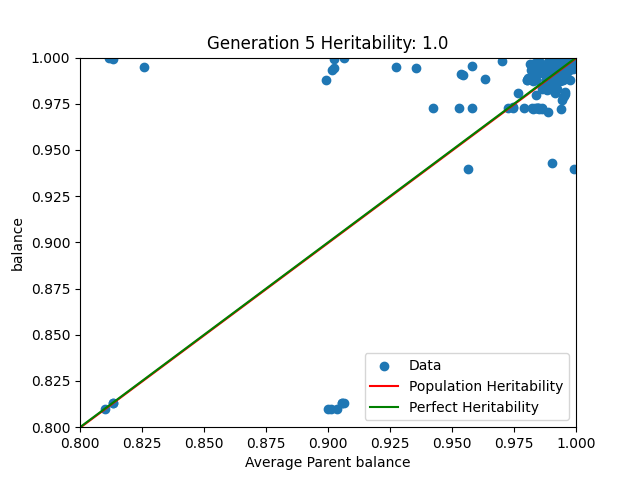 Generation 5 Heritability: 1.0
balance
1.000
0.975
0.950
0.925
0.900
0.875
0.850
0.825
0.800
Data
Population Heritability
Perfect Heritability
0.800 0.825 0.850 0.875 0.900 0.925 0.950 0.975 1.000
Average Parent balance